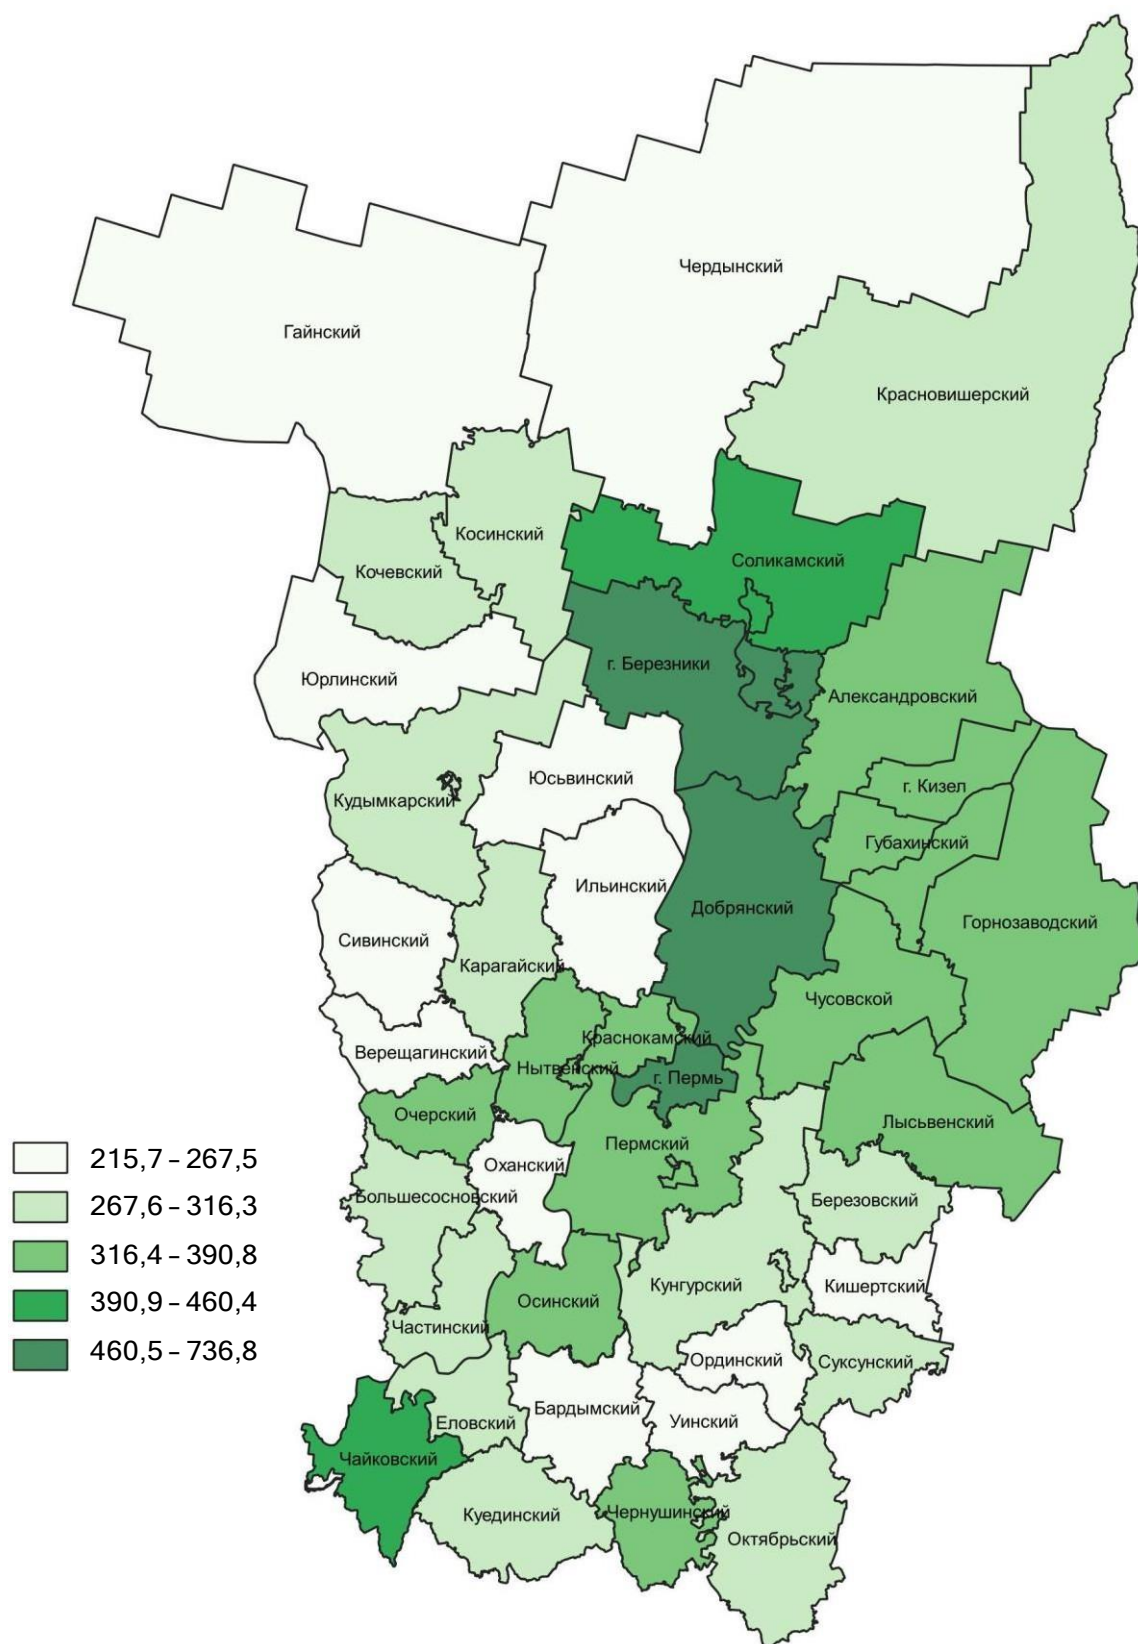 Чердынский
Гайнский
Красновишерский
Косинский
Соликамский
Кочевский
г. Березники
Юрлинский
Александровский
Юсьвинский
г. Кизел
Кудымкарский
Губахинский
Ильинский
Добрянский
Горнозаводский
Сивинский
Карагайский
Чусовской
Краснокамский
Верещагинский
Нытвенский
г. Пермь
Очерский
Лысьвенский
Пермский
Оханский
Большесосновский
Березовский
Кунгурский
Кишертский
Осинский
Частинский
Ординский
Суксунский
Бардымский
Уинский
Еловский
Чайковский
Куединский
Чернушинский
Октябрьский
215,7 – 267,5
267,6 – 316,3
316,4 – 390,8
390,9 – 460,4
460,5 – 736,8